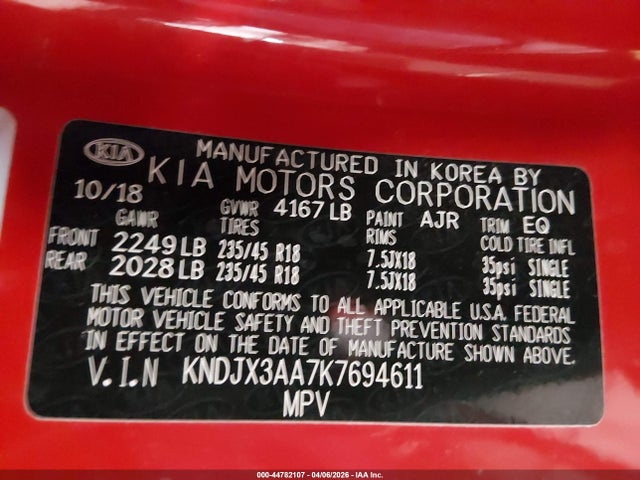 KIA MANUFACTURED IN KOREA BY
KIA MOTORS CORPORATION
10/18 GVWR 4167 LB PAINT AJR TRIM EQ
GAWR TIRES RIMS COLD TIRE INFL
FRONT 2249 LB 235/45 R18 7.5JX18 35psi SINGLE
REAR 2028 LB 235/45 R18 7.5JX18 35psi SINGLE
THIS VEHICLE CONFORMS TO ALL APPLICABLE U.S.A. FEDERAL
MOTOR VEHICLE SAFETY AND THEFT PREVENTION STANDARDS
IN EFFECT ON THE DATE OF MANUFACTURE SHOWN ABOVE.
V.I.N KNDJX3AA7K7694611
MPV
000-44782107 - 04/06/2026 - IAA Inc.